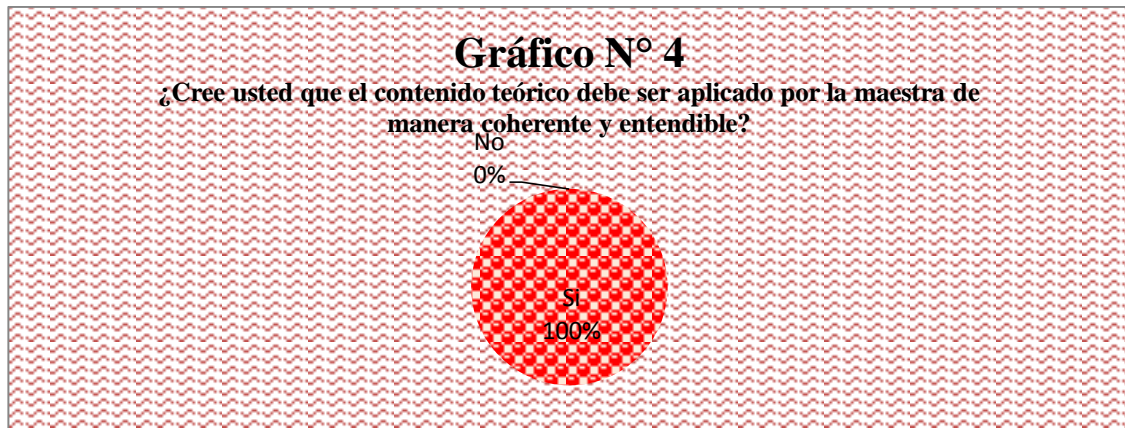 Gráfico N° 4
¿Cree usted que el contenido teórico debe ser aplicado por la maestra de
manera coherente y entendible?
No
0%
Si
100%